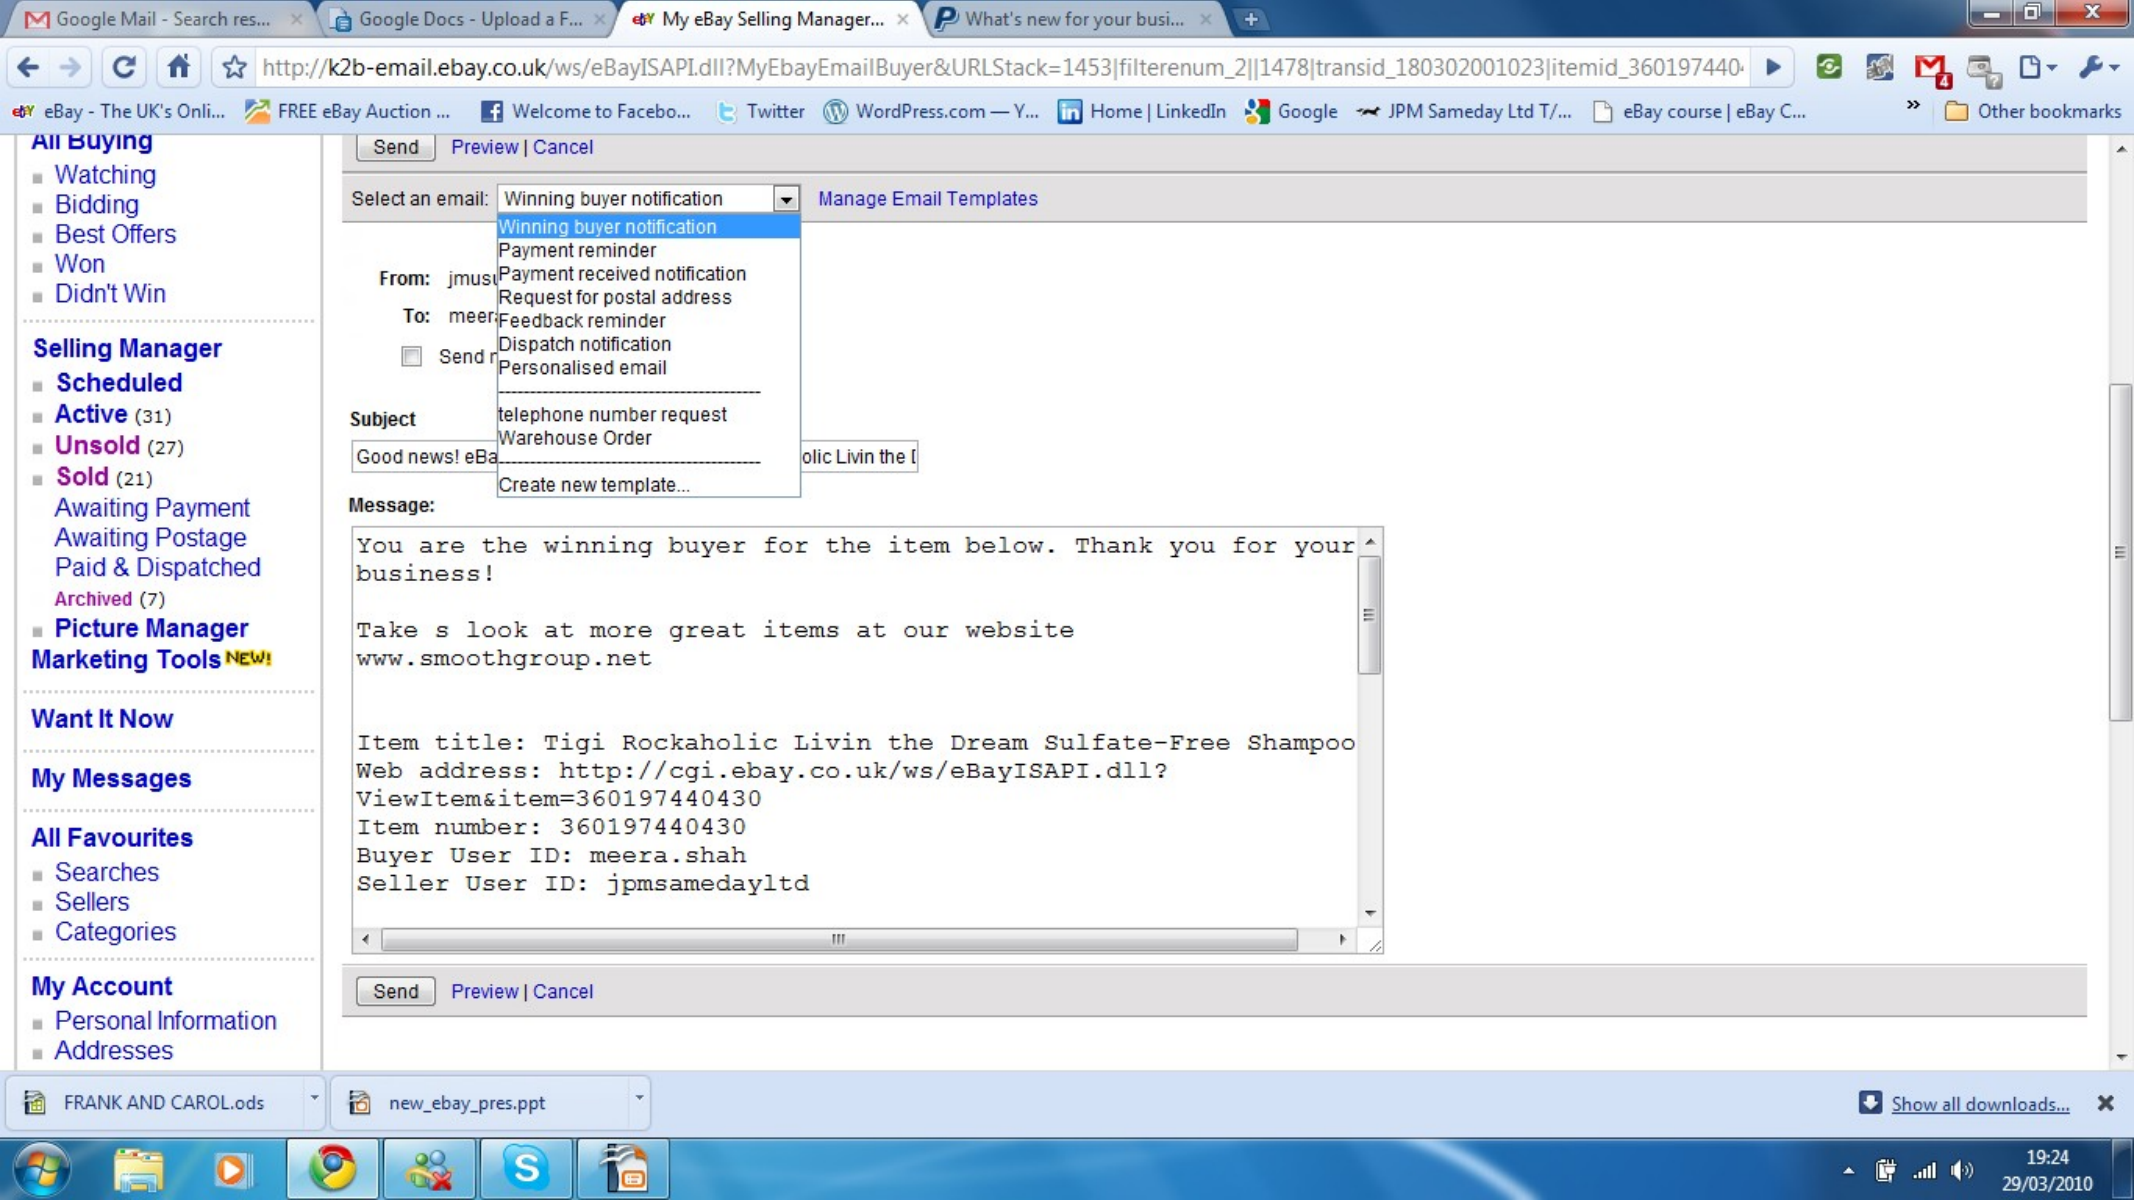 Google Mail - Search res...
Google Docs - Upload a F...
My eBay Selling Manager...
What's new for your busi...
http://k2b-email.ebay.co.uk/ws/eBayISAPI.dll?MyEbayEmailBuyer&URLStack=1453|filterenum_2||1478|transid_180302001023|itemid_360197440
eBay - The UK's Onli...
FREE eBay Auction ...
Welcome to Facebo...
Twitter
WordPress.com — Y...
Home | LinkedIn
Google
JPM Sameday Ltd T/...
eBay course | eBay C...
»
Other bookmarks
All Buying
Watching
Bidding
Best Offers
Won
Didn't Win
Selling Manager
Scheduled
Active (31)
Unsold (27)
Sold (21)
Awaiting Payment
Awaiting Postage
Paid & Dispatched
Archived (7)
Picture Manager
Marketing Tools NEW!
Want It Now
My Messages
All Favourites
Searches
Sellers
Categories
My Account
Personal Information
Addresses
Send Preview | Cancel
Select an email: Winning buyer notification Manage Email Templates
Winning buyer notification
Payment reminder
Payment received notification
Request for postal address
Feedback reminder
Dispatch notification
Personalised email
telephone number request
Warehouse Order
Create new template...
From: jmusu
To: meera
Send
Subject
Good news! eBa olic Livin the D
Message:
You are the winning buyer for the item below. Thank you for your
business!
Take s look at more great items at our website
www.smoothgroup.net
Item title: Tigi Rockaholic Livin the Dream Sulfate-Free Shampoo
Web address: http://cgi.ebay.co.uk/ws/eBayISAPI.dll?
ViewItem&item=360197440430
Item number: 360197440430
Buyer User ID: meera.shah
Seller User ID: jpmsamedayltd
Send Preview | Cancel
FRANK AND CAROL.ods
new_ebay_pres.ppt
Show all downloads...
19:24
29/03/2010